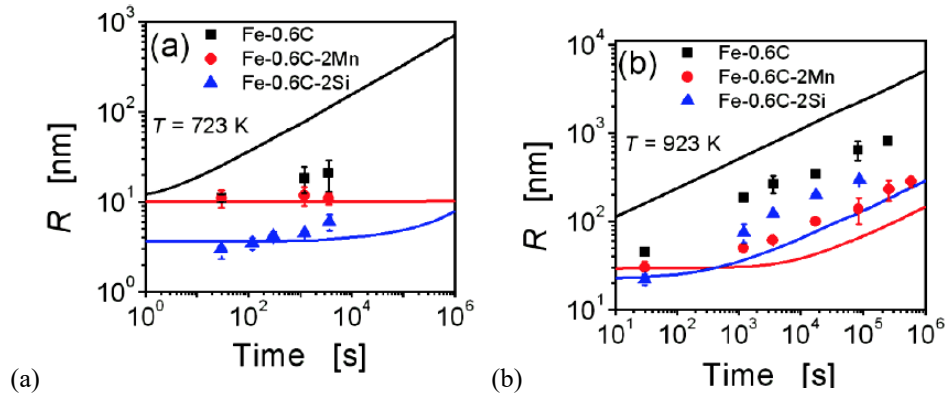 (a)
Fe-0.6C
Fe-0.6C-2Mn
Fe-0.6C-2Si
T = 723 K
10³
10²
10¹
10⁰
R [nm]
10⁰ 10² 10⁴ 10⁶
Time [s]
(a)
(b)
Fe-0.6C
Fe-0.6C-2Mn
Fe-0.6C-2Si
T = 923 K
10⁴
10³
10²
10¹
R [nm]
10¹ 10² 10³ 10⁴ 10⁵ 10⁶
Time [s]
(b)